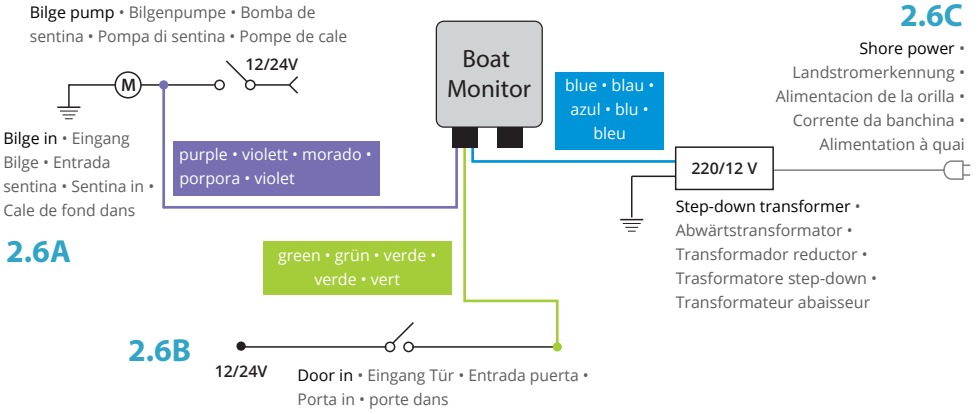 Bilge pump • Bilgenpumpe • Bomba de
sentina • Pompa di sentina • Pompe de cale
12/24V
M
Bilge in • Eingang
Bilge • Entrada
sentina • Sentina in •
Cale de fond dans
2.6A
purple • violett • morado •
porpora • violet
Boat
Monitor
blue • blau •
azul • blu •
bleu
2.6C
Shore power •
Landstromerkennung •
Alimentacion de la orilla •
Corrente da banchina •
Alimentation à quai
220/12 V
Step-down transformer •
Abwärtstransformator •
Transformador reductor •
Trasformatore step-down •
Transformateur abaisseur
green • grün • verde •
verde • vert
2.6B
12/24V
Door in • Eingang Tür • Entrada puerta •
Porta in • porte dans